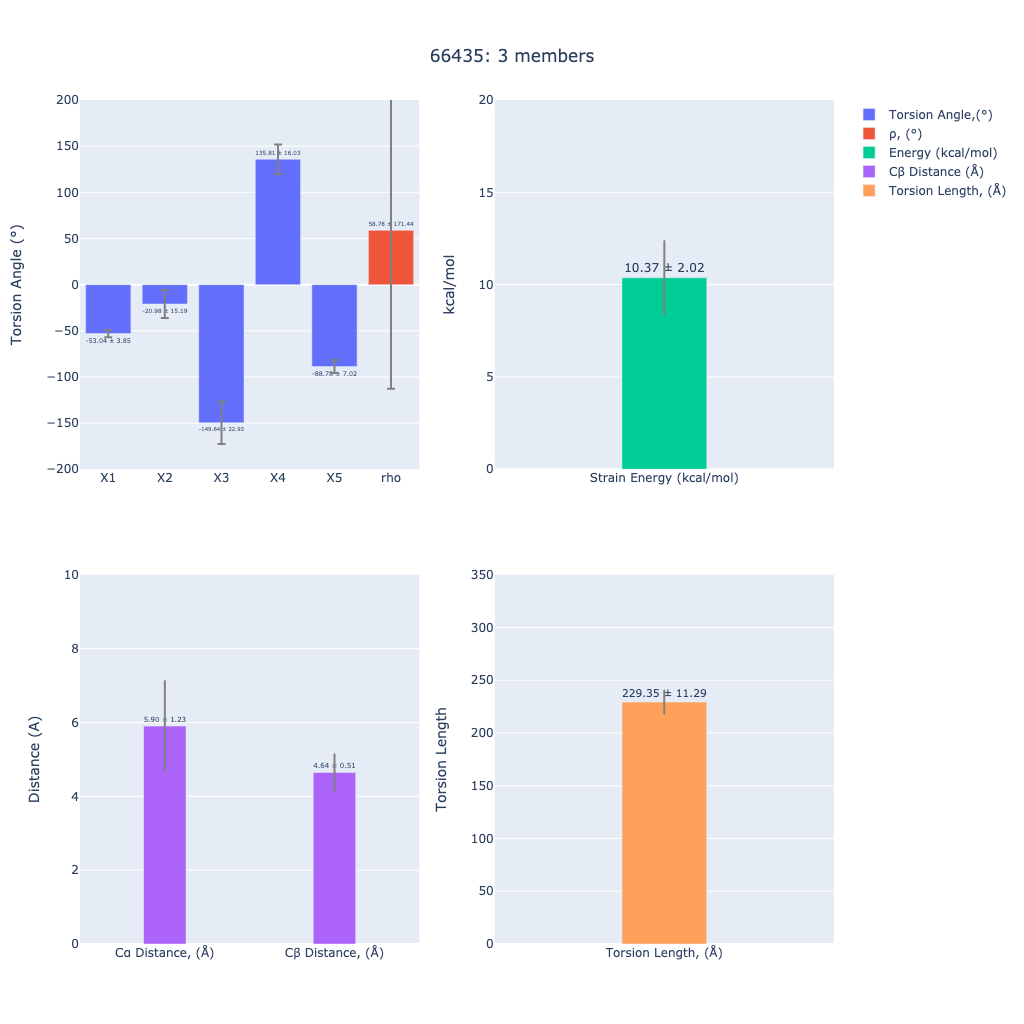 66435: 3 members
200
150
100
50
0
−50
−100
−150
−200
Torsion Angle (°)
-53.04 ± 3.85
-20.98 ± 15.19
-149.64 ± 22.93
135.81 ± 16.03
-88.78 ± 7.02
58.78 ± 171.44
X1 X2 X3 X4 X5 rho
20
15
10
5
0
kcal/mol
10.37 ± 2.02
Strain Energy (kcal/mol)
Torsion Angle,(°)
ρ, (°)
Energy (kcal/mol)
Cβ Distance (Å)
Torsion Length, (Å)
10
8
6
4
2
0
Distance (A)
5.90 ± 1.23
4.64 ± 0.51
Cα Distance, (Å) Cβ Distance, (Å)
350
300
250
200
150
100
50
0
Torsion Length
229.35 ± 11.29
Torsion Length, (Å)